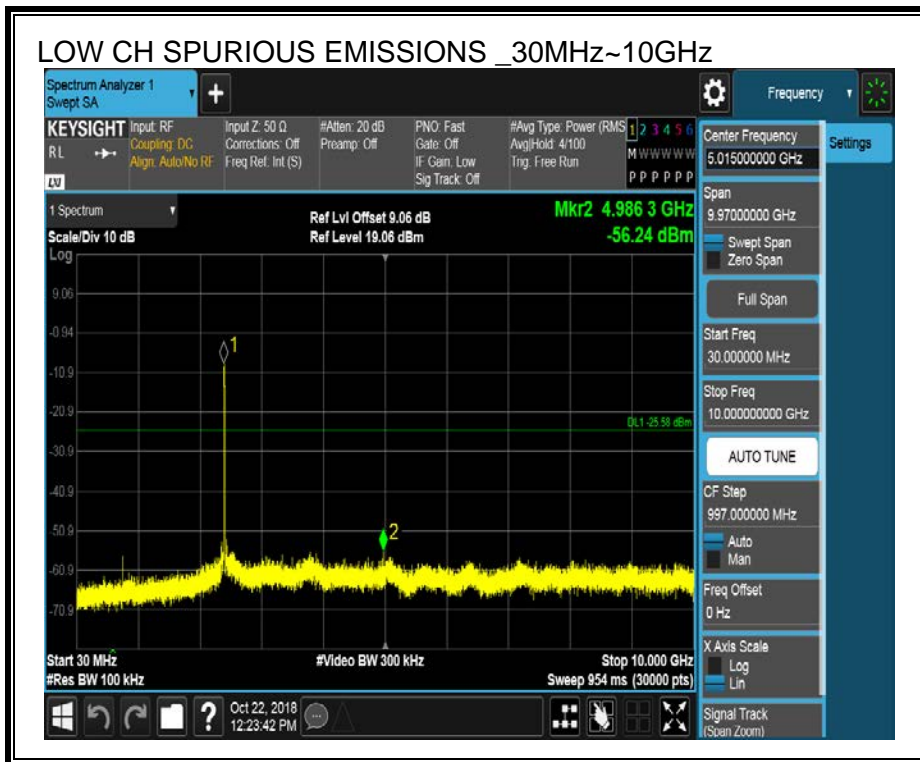 LOW CH SPURIOUS EMISSIONS _30MHz~10GHz
Spectrum Analyzer 1
Swept SA
+
Frequency
KEYSIGHT
RL
LXI
Input: RF
Coupling: DC
Align: Auto/No RF
Input Z: 50 Ω
Corrections: Off
Freq Ref: Int (S)
#Atten: 20 dB
Preamp: Off
PNO: Fast
Gate: Off
IF Gain: Low
Sig Track: Off
#Avg Type: Power (RMS
Avg|Hold: 4/100
Trig: Free Run
1 2 3 4 5 6
M W W W W W
P P P P P P
1 Spectrum
Scale/Div 10 dB
Log
Ref Lvl Offset 9.06 dB
Ref Level 19.06 dBm
Mkr2 4.986 3 GHz
-56.24 dBm
9.06
-0.94
-10.9
-20.9
-30.9
-40.9
-50.9
-60.9
-70.9
1
2
DL1 -25.58 dBm
Start 30 MHz
#Res BW 100 kHz
#Video BW 300 kHz
Stop 10.000 GHz
Sweep 954 ms (30000 pts)
Center Frequency
5.015000000 GHz
Settings
Span
9.97000000 GHz
Swept Span
Zero Span
Full Span
Start Freq
30.000000 MHz
Stop Freq
10.000000000 GHz
AUTO TUNE
CF Step
997.000000 MHz
Auto
Man
Freq Offset
0 Hz
X Axis Scale
Log
Lin
Signal Track
(Span Zoom)
?
Oct 22, 2018
12:23:42 PM